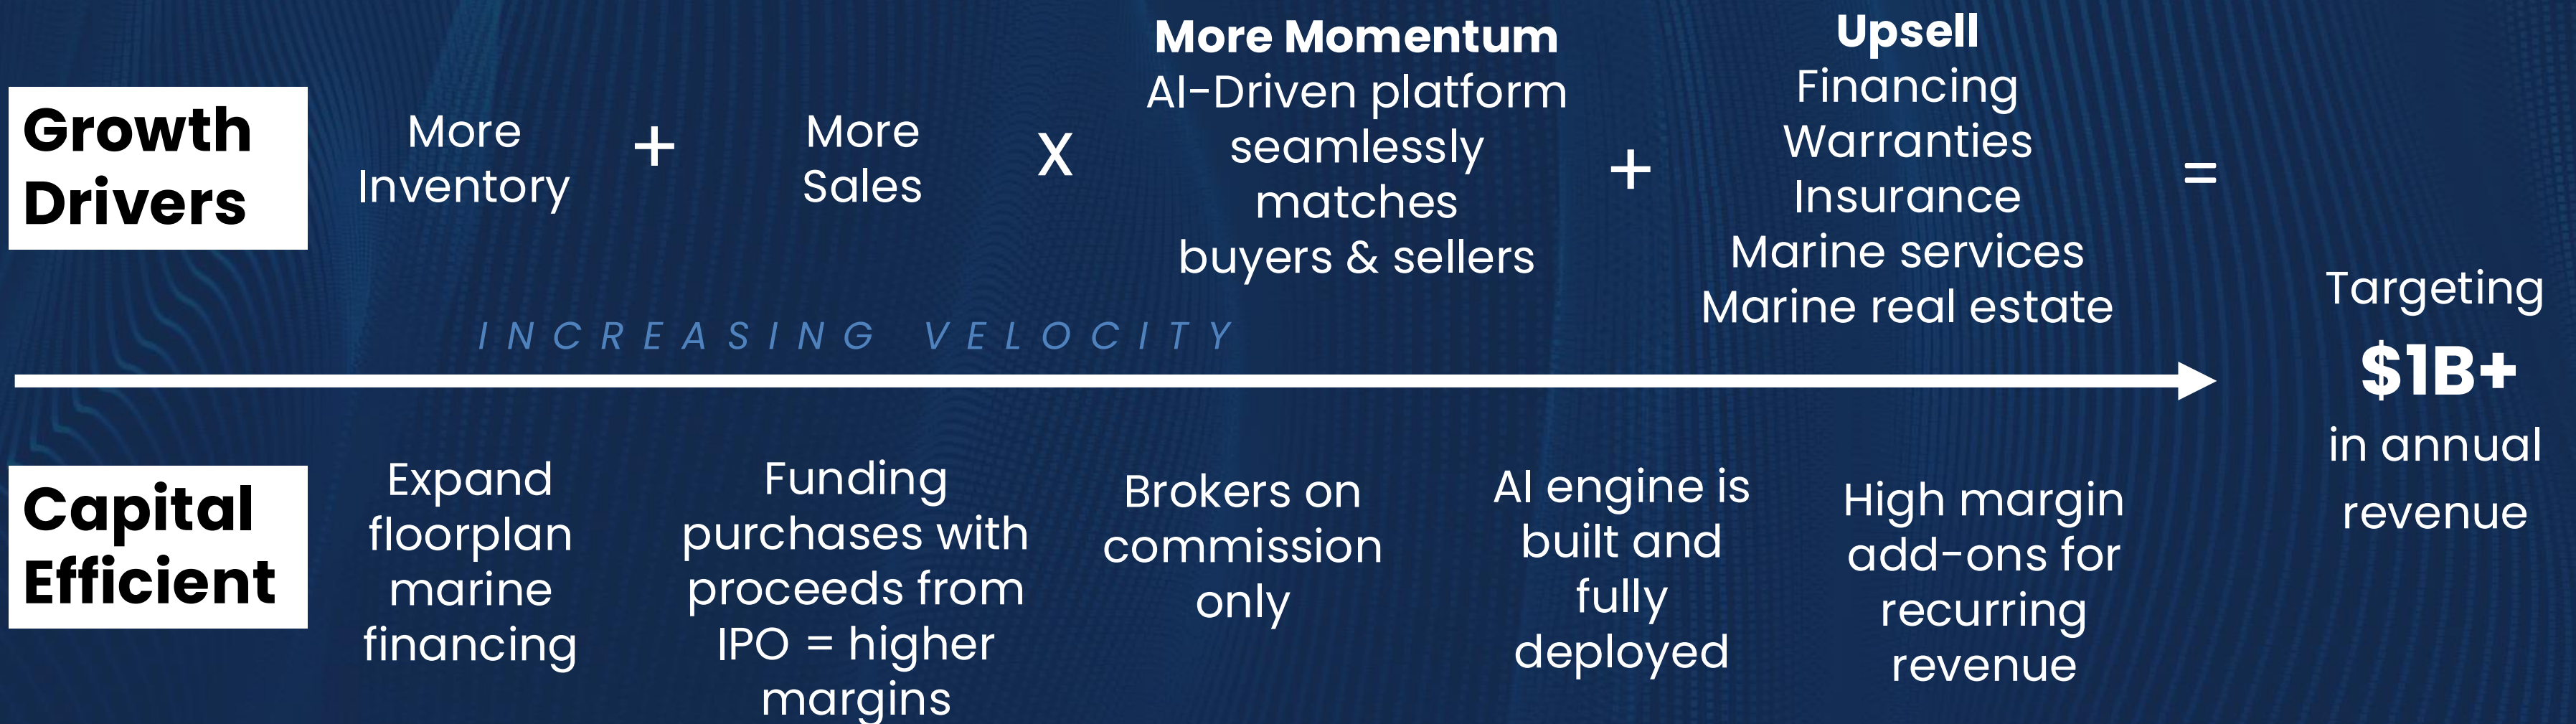 Growth
Drivers
More
Inventory
+
More
Sales
x
More Momentum
AI-Driven platform
seamlessly
matches
buyers & sellers
+
Upsell
Financing
Warranties
Insurance
Marine services
Marine real estate
=
INCREASING VELOCITY
Targeting
$1B+
in annual
revenue
Capital
Efficient
Expand
floorplan
marine
financing
Funding
purchases with
proceeds from
IPO = higher
margins
Brokers on
commission
only
AI engine is
built and
fully
deployed
High margin
add-ons for
recurring
revenue